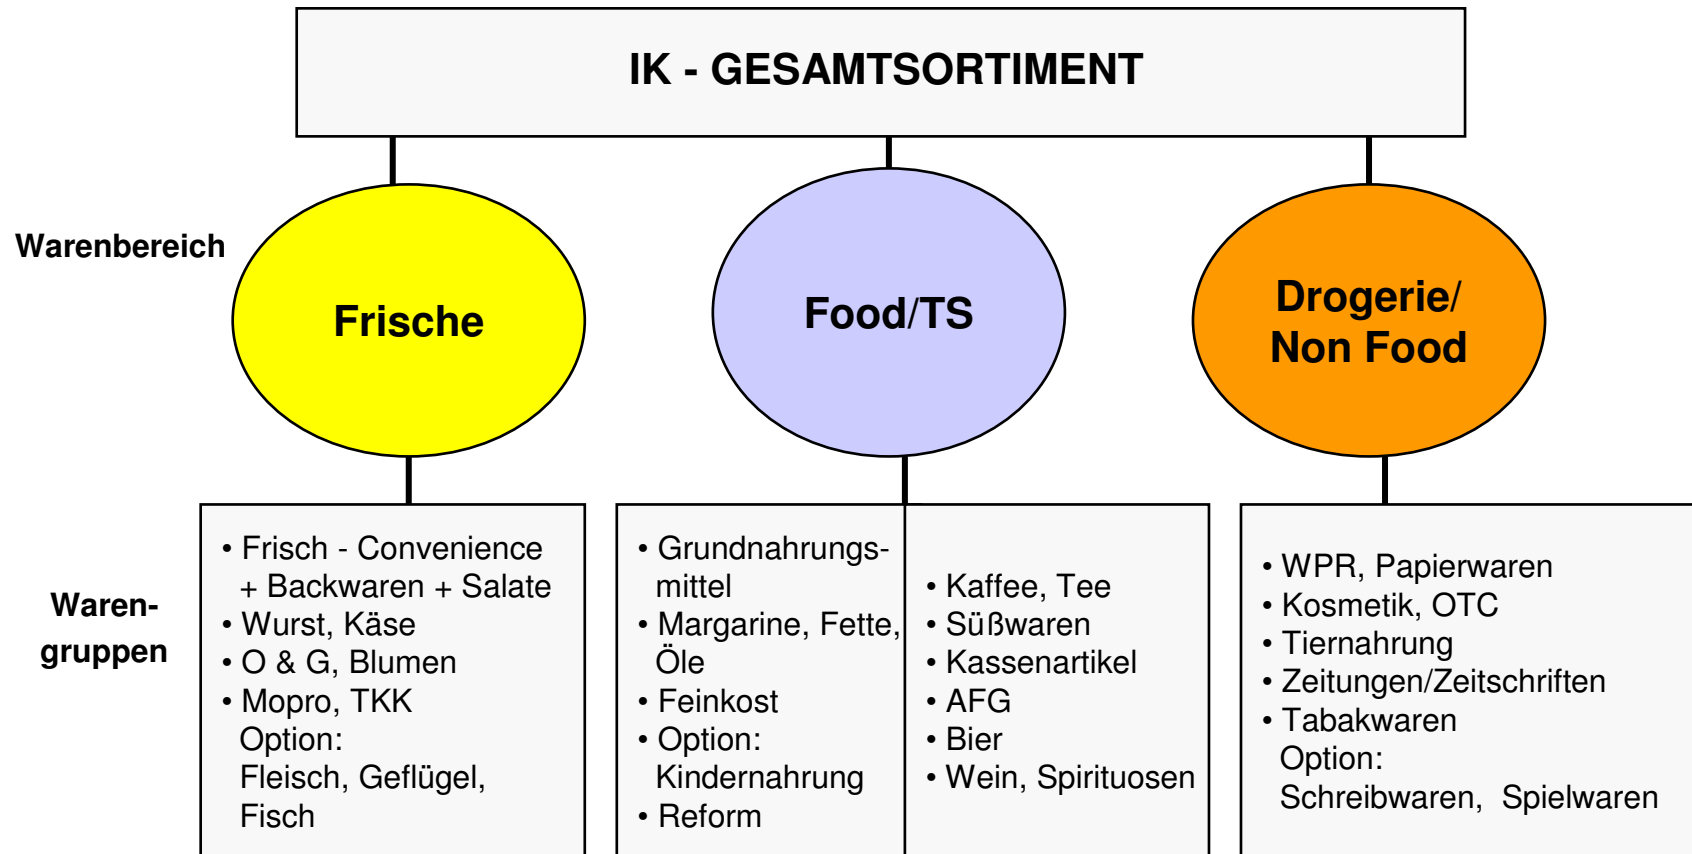 IK - GESAMTSORTIMENT
Warenbereich
Frische
Food/TS
Drogerie/
Non Food
Waren-
gruppen
• Frisch - Convenience
+ Backwaren + Salate
• Wurst, Käse
• O & G, Blumen
• Mopro, TKK
Option:
Fleisch, Geflügel,
Fisch
• Grundnahrungs-
mittel
• Margarine, Fette,
Öle
• Feinkost
• Option:
Kindernahrung
• Reform
• Kaffee, Tee
• Süßwaren
• Kassenartikel
• AFG
• Bier
• Wein, Spirituosen
• WPR, Papierwaren
• Kosmetik, OTC
• Tiernahrung
• Zeitungen/Zeitschriften
• Tabakwaren
Option:
Schreibwaren, Spielwaren